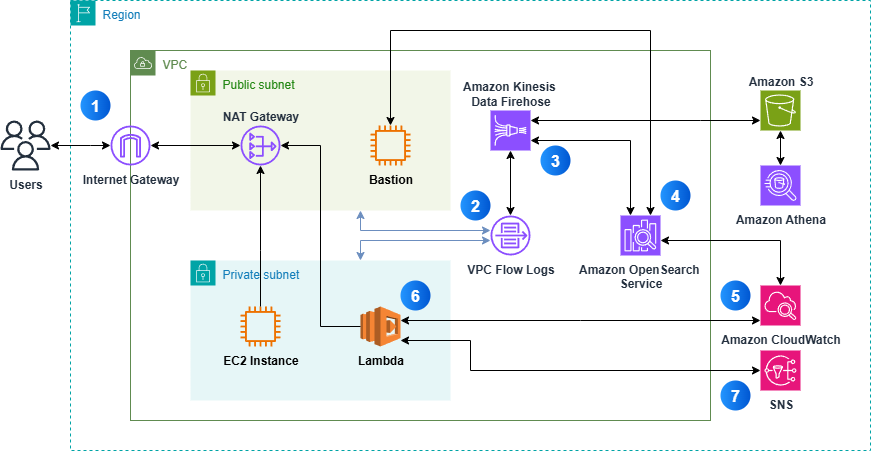 Region
VPC
Public subnet
1
NAT Gateway
Users
Internet Gateway
Bastion
Amazon Kinesis
Data Firehose
3
2
VPC Flow Logs
4
Amazon OpenSearch
Service
Amazon S3
Amazon Athena
Private subnet
EC2 Instance
6
Lambda
5
Amazon CloudWatch
7
SNS